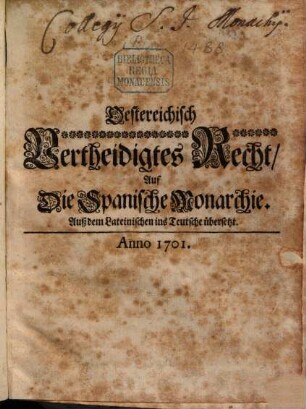 Collegij S. J. Monachij.
BIBLIOTHECA
REGIA
MONACENSIS.
Oestereichisch
Vertheidigtes Recht/
Auf
Die Spanische Monarchie.
Auß dem Lateinischen ins Teutsche übersetzt.
Anno 1701.